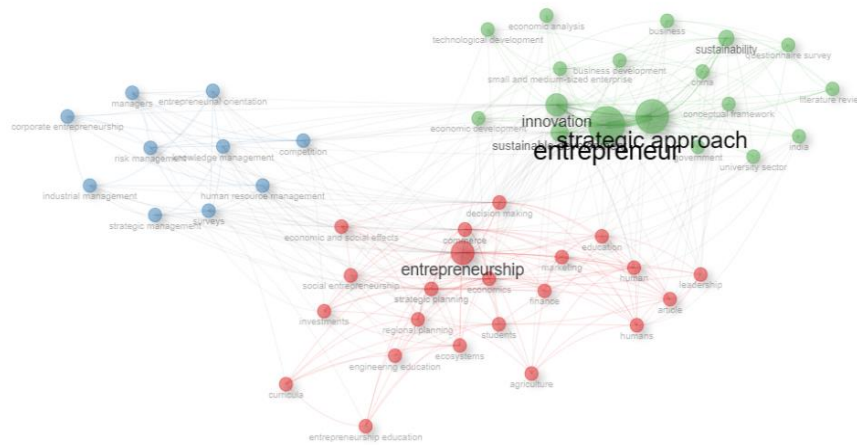 economic analysis
business
technological development
sustainability
questionnaire survey
business development
small and medium-sized enterprise
china
literature review
managers
entrepreneurial orientation
conceptual framework
corporate entrepreneurship
innovation
economic development
strategic approach
india
competition
sustainable
entrepreneur
government
risk management
knowledge management
university sector
industrial management
human resource management
decision making
strategic management
surveys
economic and social effects
commerce
education
entrepreneurship
marketing
human
leadership
social entrepreneurship
economics
strategic planning
finance
article
investments
regional planning
students
humans
ecosystems
engineering education
agriculture
curricula
entrepreneurship education